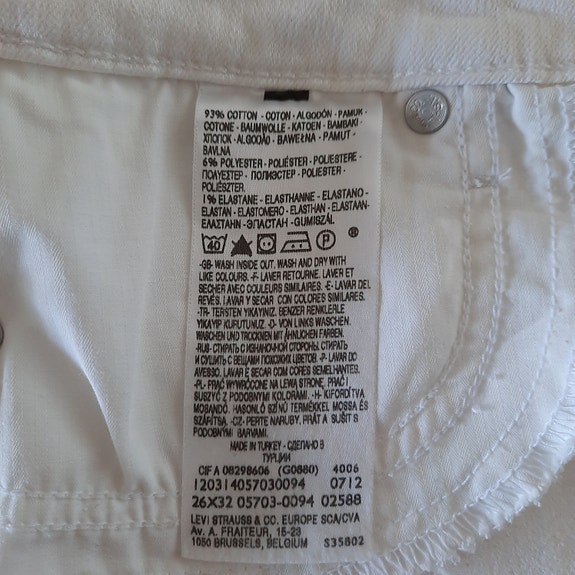 93% COTTON - COTON - ALGODÓN - PAMUK -
COTONE - BAUMWOLLE - KATOEN - BAMBAKI -
ХЛОПОК - ALGODÃO - BAWEŁNA - PAMUT -
BAVLNA
6% POLYESTER - POLIÉSTER - POLIESTERE -
ΠΟΛΥΕΣΤΕΡ - ПОЛИЭСТЕР - POLIESTER -
POLIÉSZTER
1% ELASTANE - ELASTHANNE - ELASTANO -
ELASTAN - ELASTOMERO - ELASTHAN - ELASTAAN -
ΕΛΑΣΤΑΝΗ - ЭЛАСТАН - GUMISZÁL
40 P ®
-GB- WASH INSIDE OUT. WASH AND DRY WITH
LIKE COLOURS. -F- LAVER RETOURNE. LAVER ET
SECHER AVEC COULEURS SIMILAIRES. -E- LAVAR DEL
REVÉS. LAVAR Y SECAR CON COLORES SIMILARES.
-TR- TERSTEN YIKAYINIZ. BENZER RENKLERLE
YIKAYIP KURUTUNUZ. -D- VON LINKS WASCHEN.
WASCHEN UND TROCKNEN MIT ÄHNLICHEN FARBEN.
-RUS- СТИРАТЬ С ИЗНАНОЧНОЙ СТОРОНЫ. СТИРАТЬ
И СУШИТЬ С ВЕЩАМИ ПОХОЖИХ ЦВЕТОВ. -P- LAVAR DO
AVESSO. LAVAR E SECAR COM CORES SEMELHANTES.
-PL- PRAĆ WYWRÓCONE NA LEWĄ STRONĘ, PRAĆ I
SUSZYĆ Z PODOBNYMI KOLORAMI. -H- KIFORDÍTVA
MOSANDÓ. HASONLÓ SZÍNŰ TERMÉKKEL MOSSA ÉS
SZÁRÍTSA. -CZ- PERTE NARUBY. PRÁT A SUŠIT S
PODOBNÝMI BARVAMI.
MADE IN TURKEY - СДЕЛАНО В
ТУРЦИИ
CIF A 08298606 (G0880) 4006
120314057030094 0712
26X32 05703-0094 02588
LEVI STRAUSS & CO. EUROPE SCA/CVA
Av. A. FRAITEUR, 15-23
1050 BRUSSELS, BELGIUM S35802